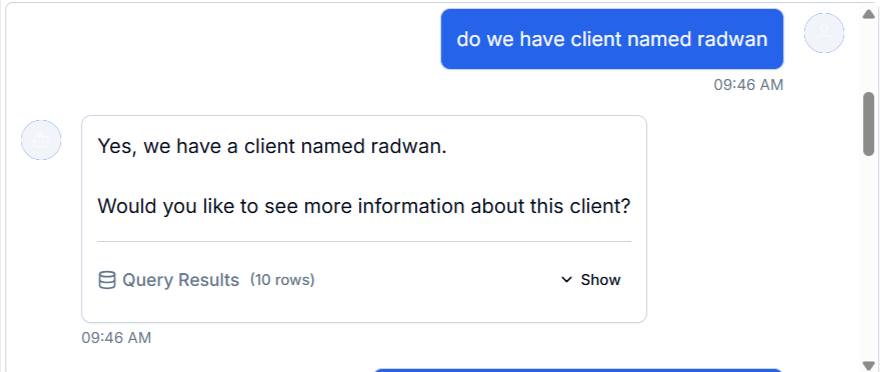 do we have client named radwan
09:46 AM
Yes, we have a client named radwan.
Would you like to see more information about this client?
Query Results (10 rows) Show
09:46 AM